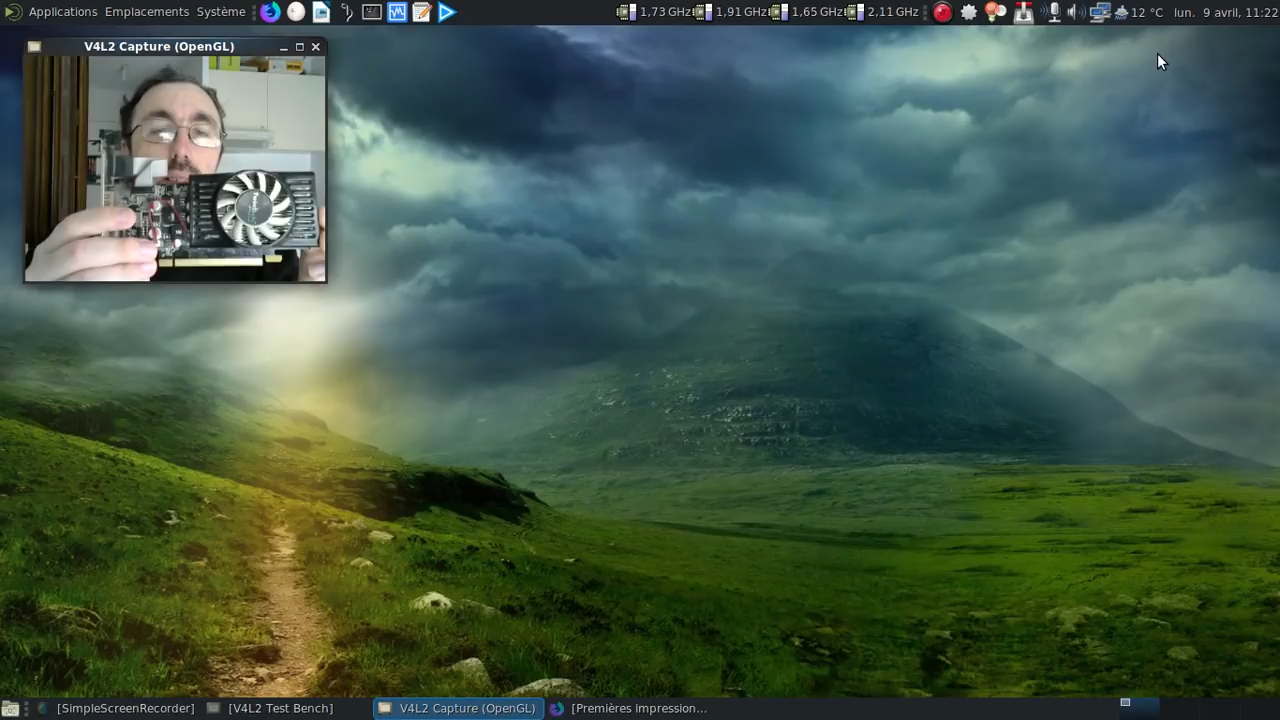 Applications Emplacements Système 1,73 GHz 1,91 GHz 1,65 GHz 2,11 GHz 12 °C lun. 9 avril, 11:22
V4L2 Capture (OpenGL)
[SimpleScreenRecorder] [V4L2 Test Bench] V4L2 Capture (OpenGL) [Premières impression...